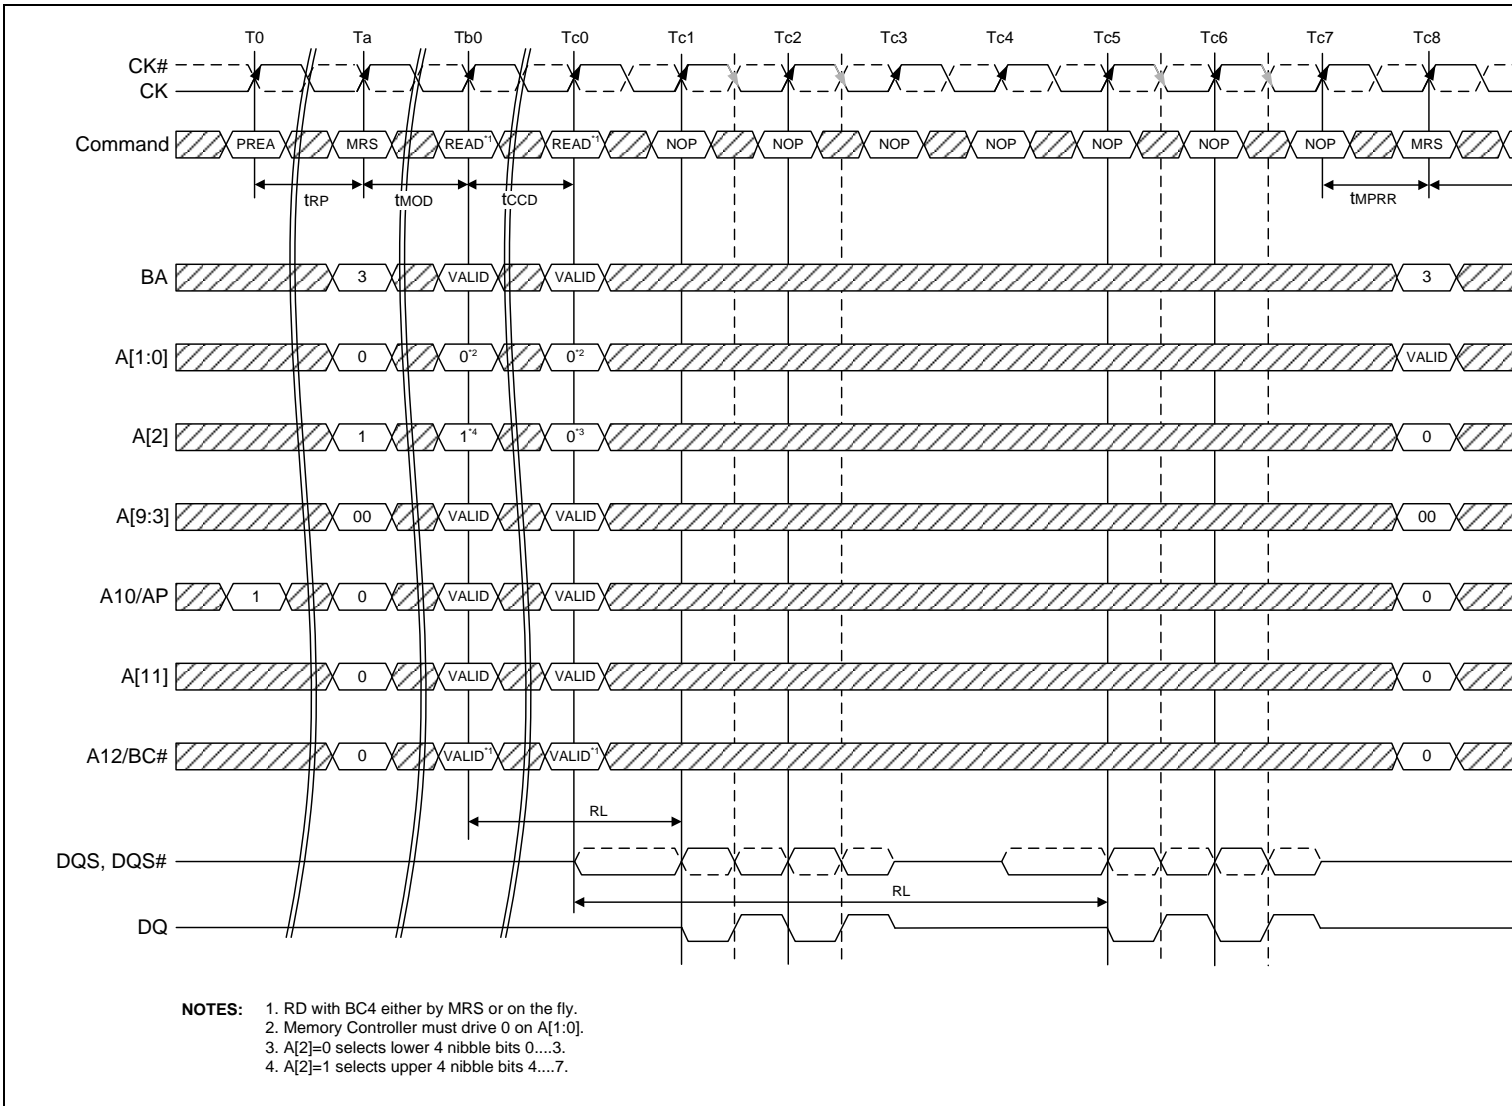 T0 Ta Tb0 Tc0 Tc1 Tc2 Tc3 Tc4 Tc5 Tc6 Tc7 Tc8
CK#
CK
Command PREA MRS READ*1 READ*1 NOP NOP NOP NOP NOP NOP NOP MRS
tRP tMOD tCCD tMPRR
BA 3 VALID VALID 3
A[1:0] 0 0*2 0*2 VALID
A[2] 1 1*4 0*3 0
A[9:3] 00 VALID VALID 00
A10/AP 1 0 VALID VALID 0
A[11] 0 VALID VALID 0
A12/BC# 0 VALID*1 VALID*1 0
RL
DQS, DQS#
RL
DQ
NOTES: 1. RD with BC4 either by MRS or on the fly.
2. Memory Controller must drive 0 on A[1:0].
3. A[2]=0 selects lower 4 nibble bits 0....3.
4. A[2]=1 selects upper 4 nibble bits 4....7.